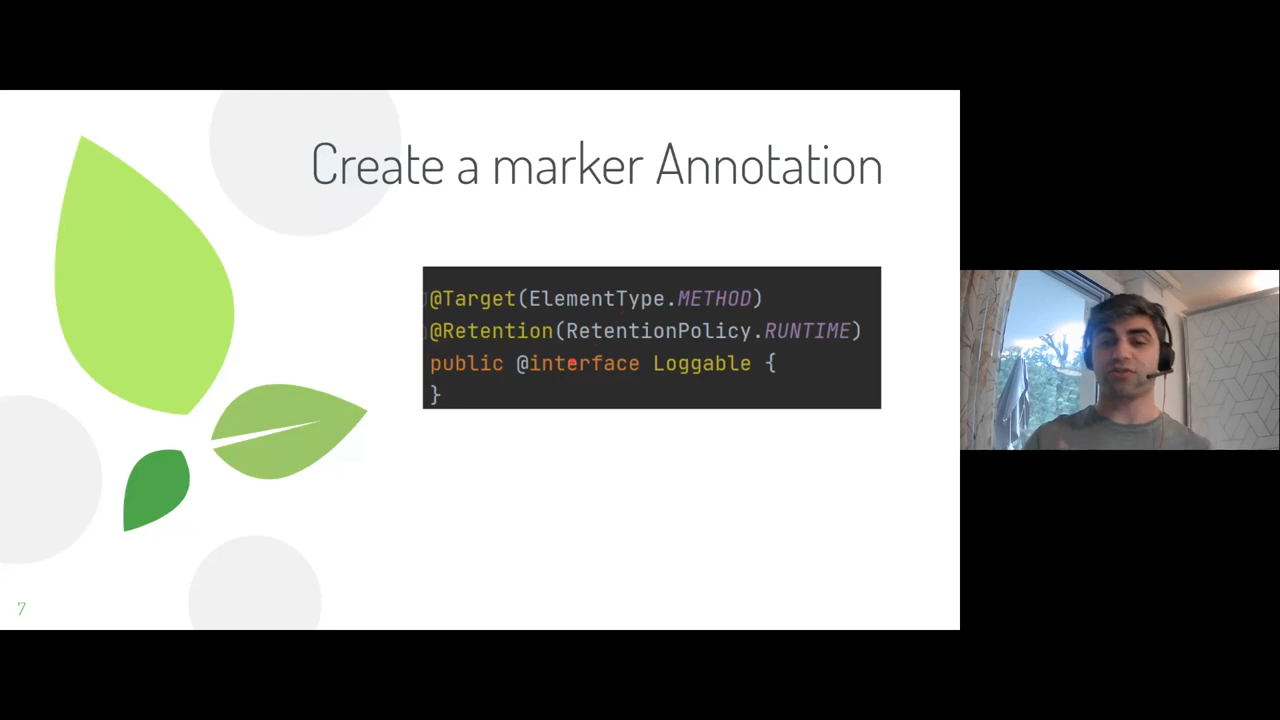 Create a marker Annotation
@Target(ElementType.METHOD)
@Retention(RetentionPolicy.RUNTIME)
public @interface Loggable {
}
7